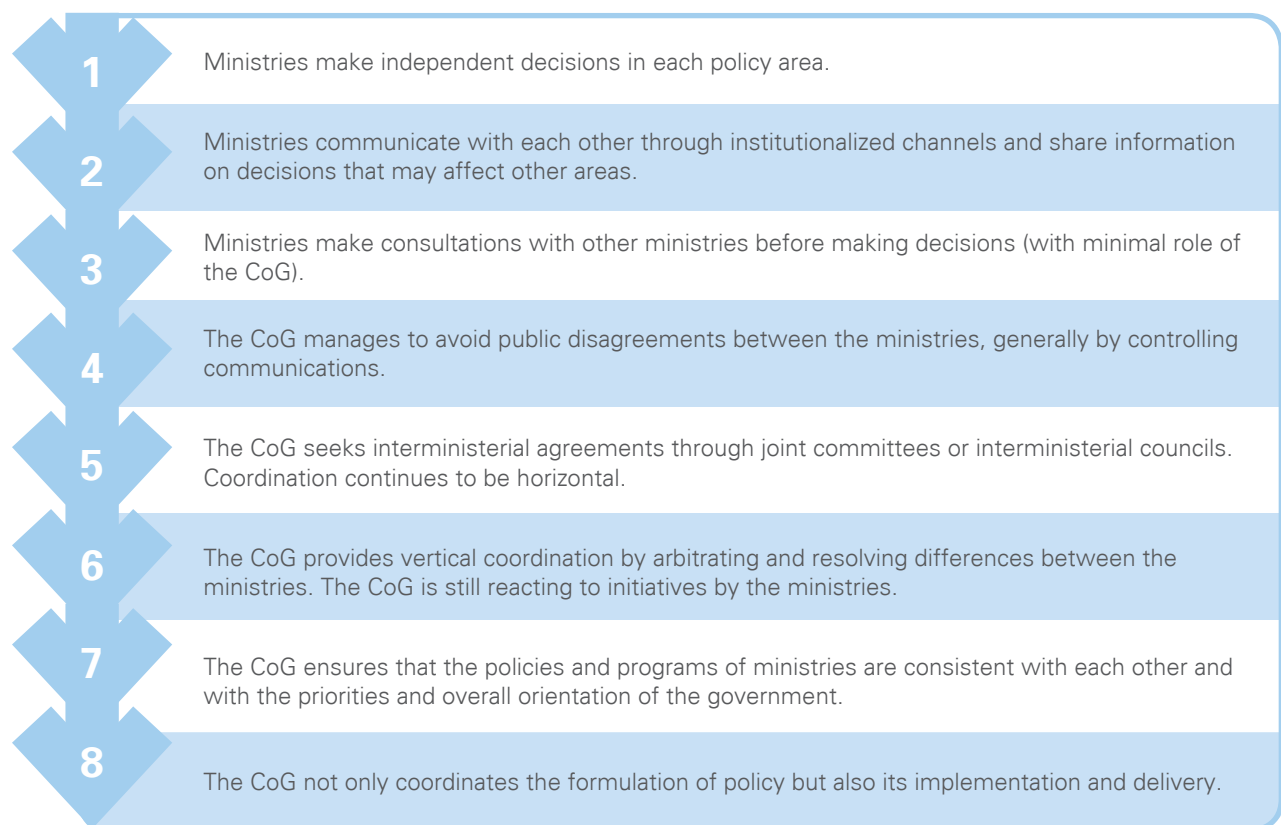 1
Ministries make independent decisions in each policy area.
2
Ministries communicate with each other through institutionalized channels and share information
on decisions that may affect other areas.
3
Ministries make consultations with other ministries before making decisions (with minimal role of
the CoG).
4
The CoG manages to avoid public disagreements between the ministries, generally by controlling
communications.
5
The CoG seeks interministerial agreements through joint committees or interministerial councils.
Coordination continues to be horizontal.
6
The CoG provides vertical coordination by arbitrating and resolving differences between the
ministries. The CoG is still reacting to initiatives by the ministries.
7
The CoG ensures that the policies and programs of ministries are consistent with each other and
with the priorities and overall orientation of the government.
8
The CoG not only coordinates the formulation of policy but also its implementation and delivery.